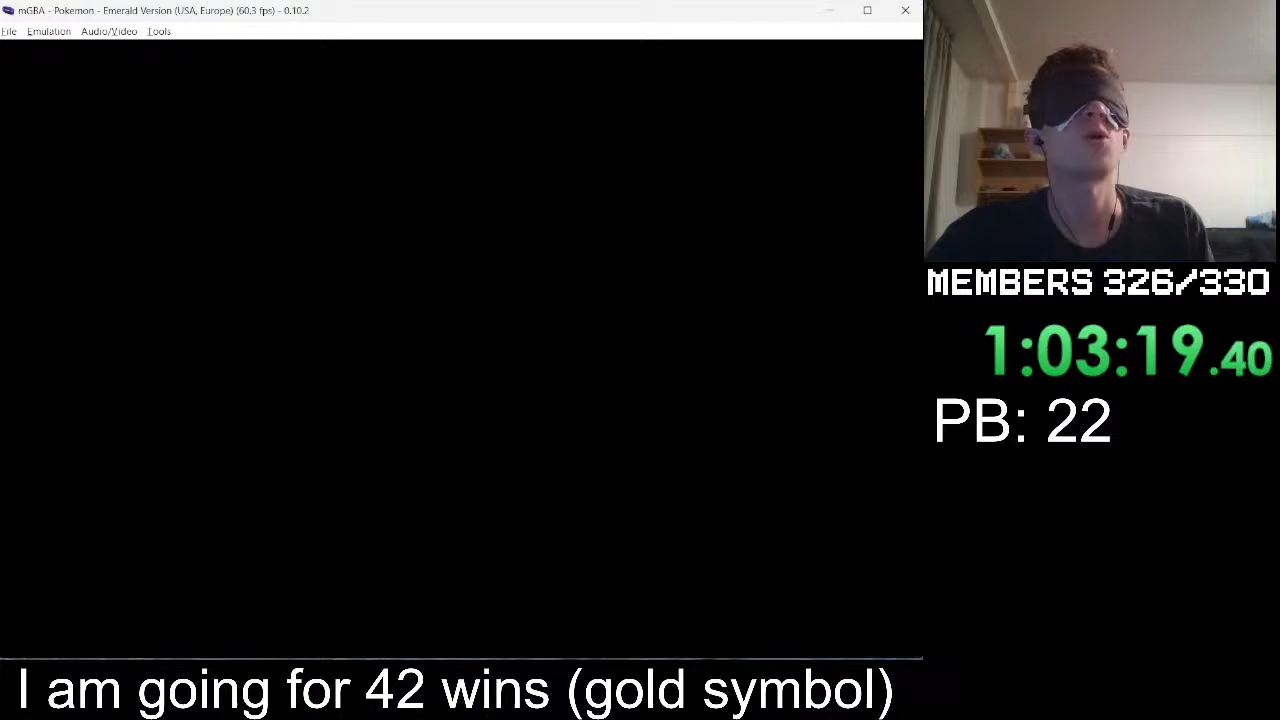 mGBA - Pokemon - Emerald Version (USA, Europe) (60.3 fps) - 0.10.2
File Emulation Audio/Video Tools
MEMBERS 326/330
1:03:19.40
PB: 22
I am going for 42 wins (gold symbol)